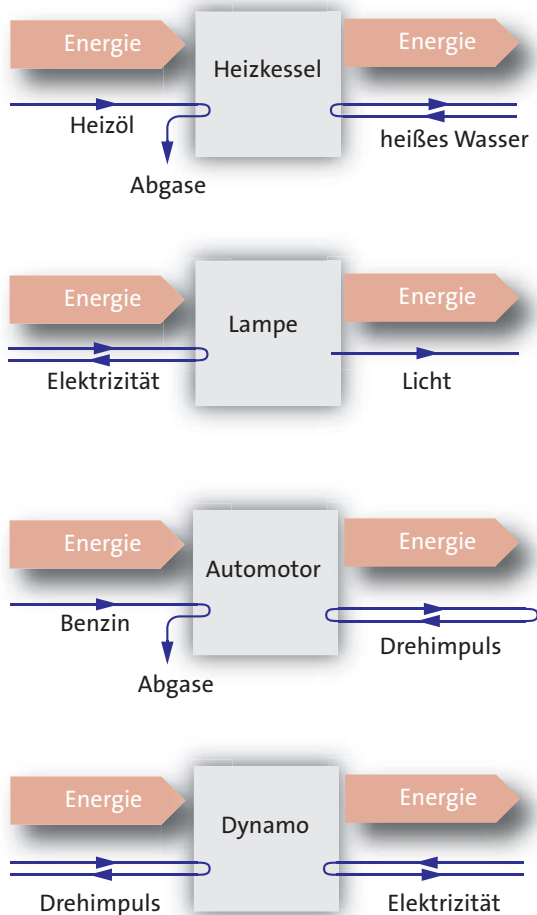 Energie
Energie
Heizkessel
Heizöl
heißes Wasser
Abgase
Energie
Energie
Lampe
Elektrizität
Licht
Energie
Energie
Automotor
Benzin
Drehimpuls
Abgase
Energie
Energie
Dynamo
Drehimpuls
Elektrizität